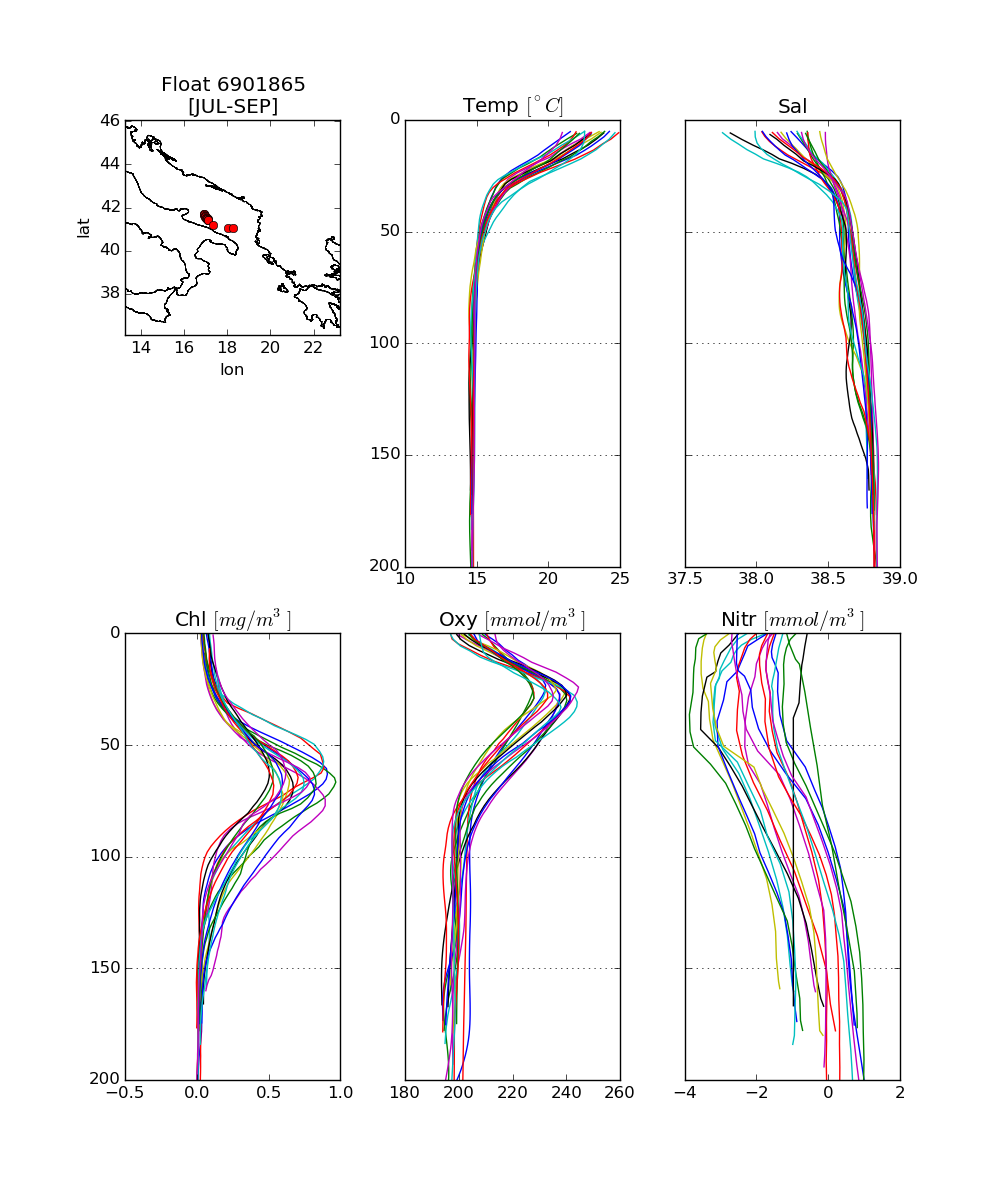 Float 6901865
[JUL-SEP]
46
44
42
40
38
lat
14 16 18 20 22
lon
Temp [°C]
0
50
100
150
200
10 15 20 25
Sal
37.5 38.0 38.5 39.0
Chl [mg/m³]
0
50
100
150
200
−0.5 0.0 0.5 1.0
Oxy [mmol/m³]
180 200 220 240 260
Nitr [mmol/m³]
−4 −2 0 2